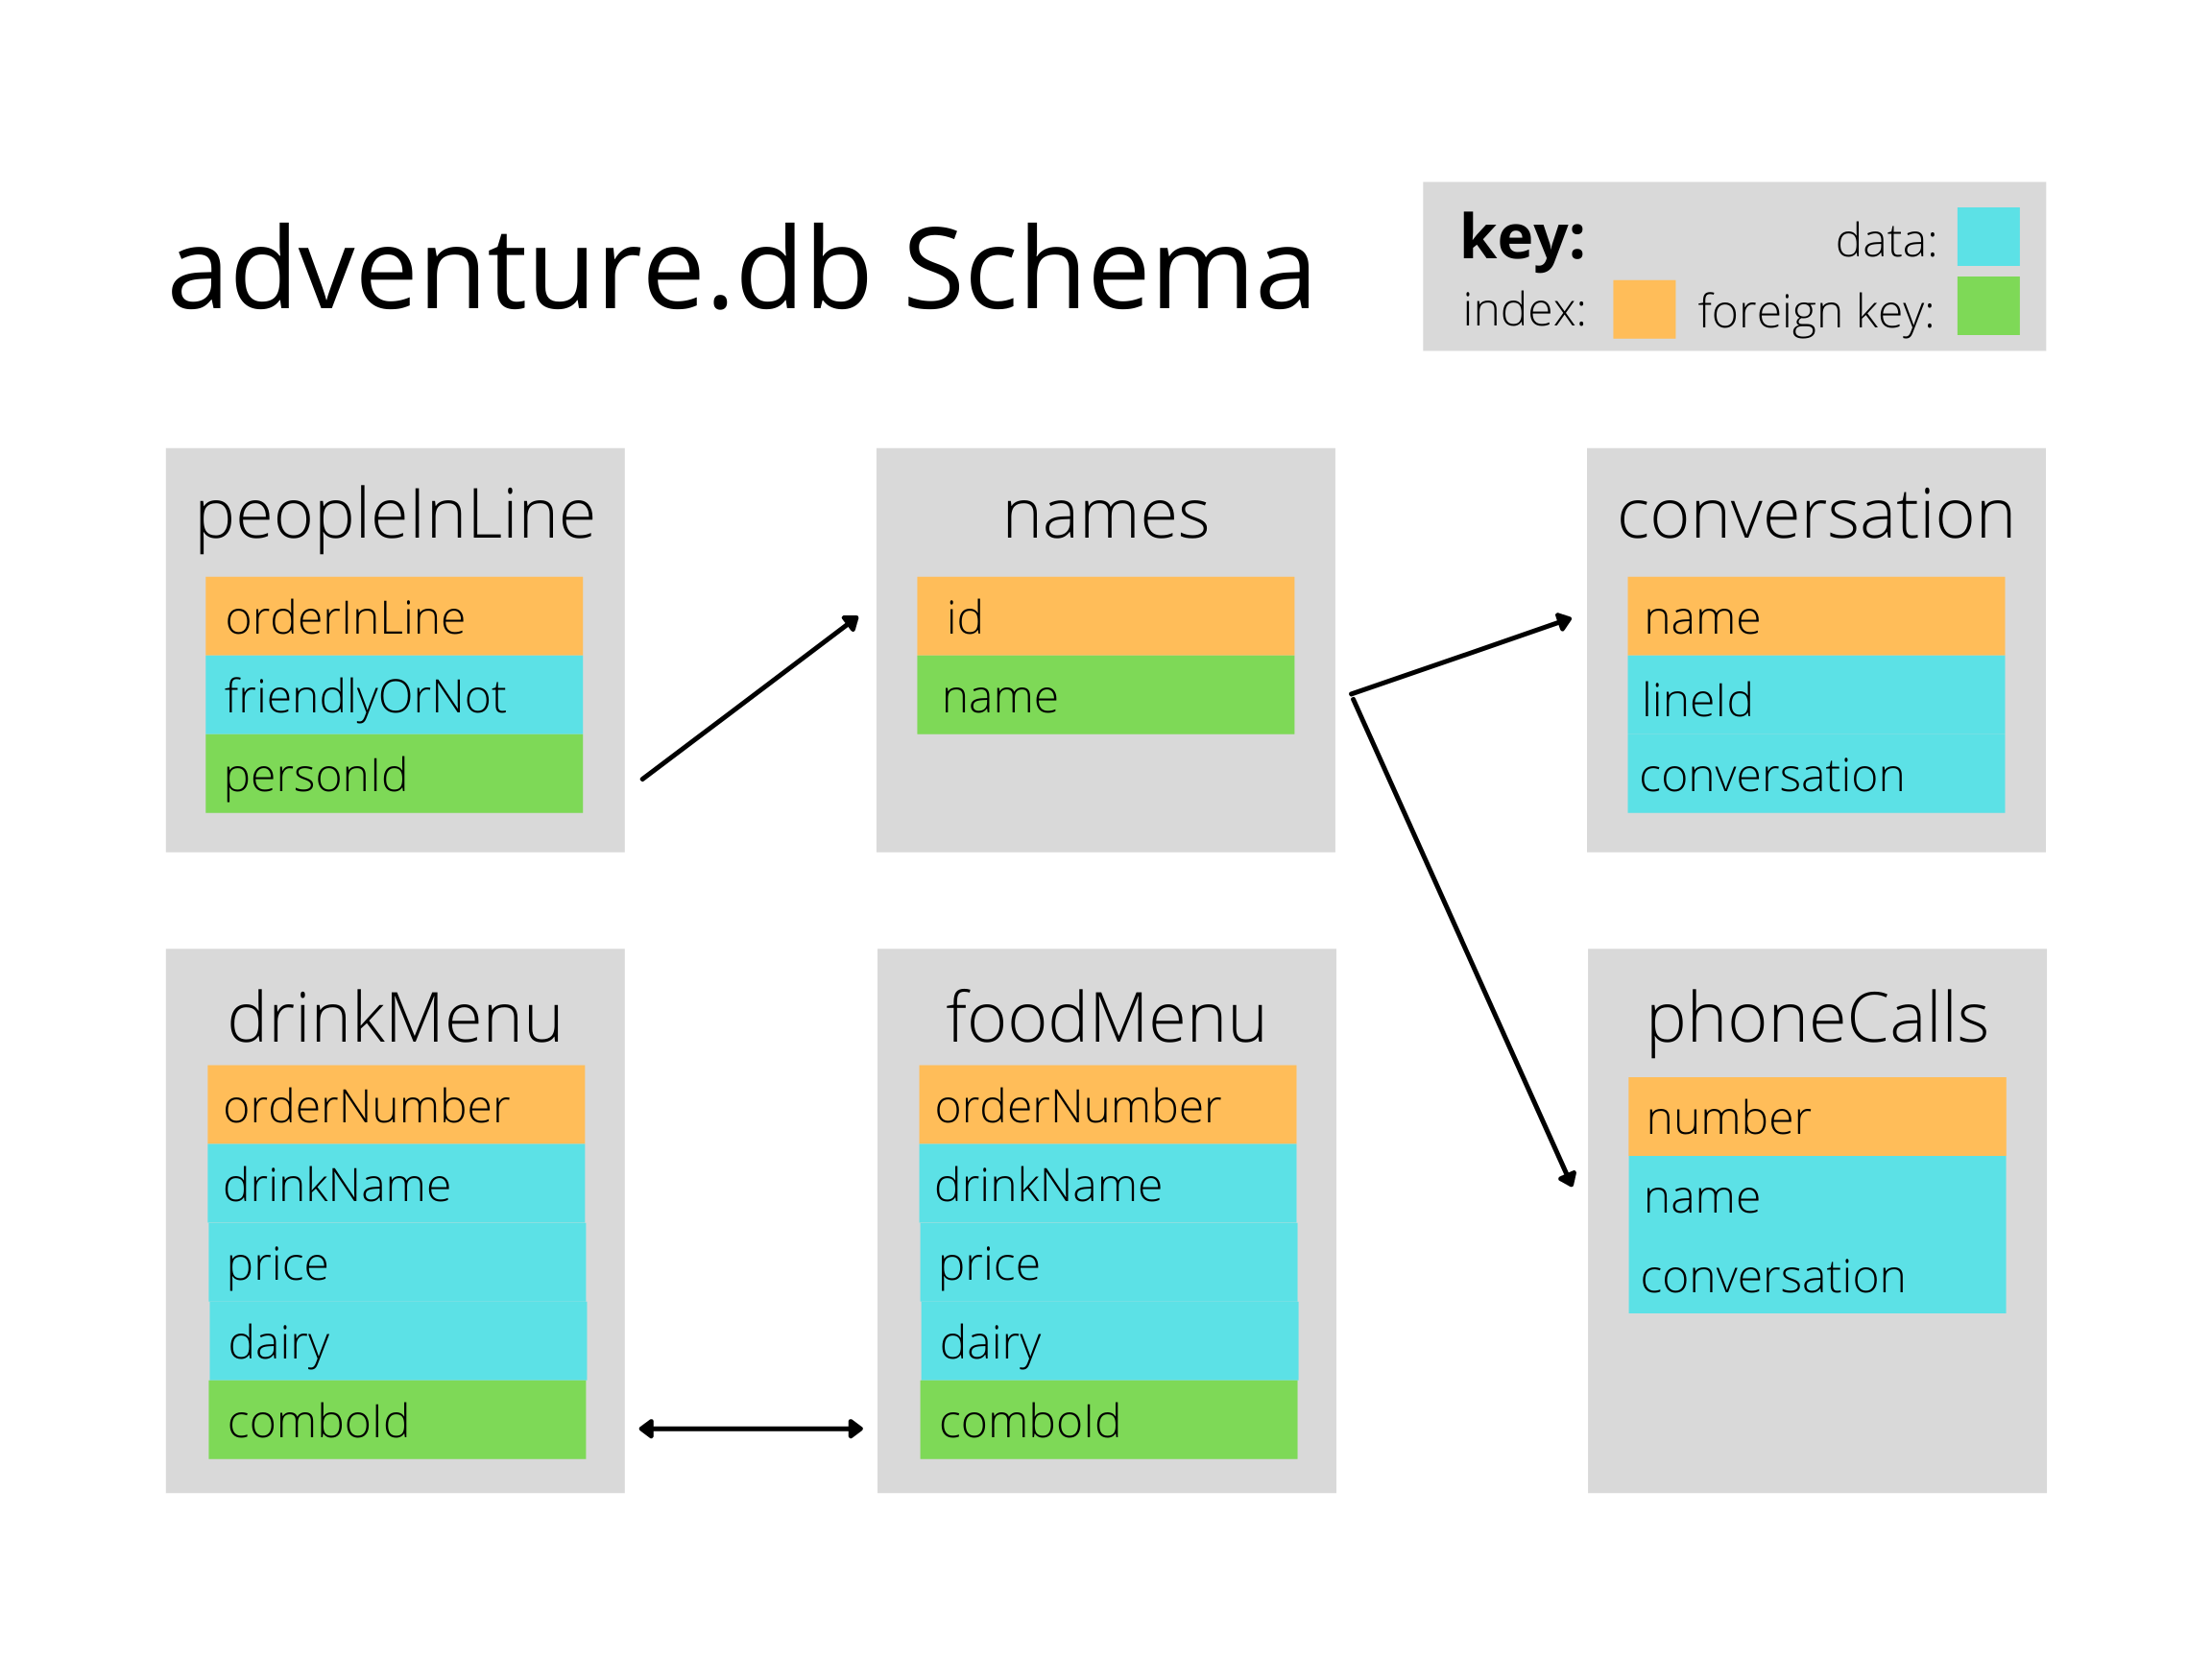 adventure.db Schema
key:
data:
index:
foreign key:
peopleInLine
orderInLine
friendlyOrNot
personId
names
id
name
conversation
name
lineId
conversation
drinkMenu
orderNumber
drinkName
price
dairy
comboId
foodMenu
orderNumber
drinkName
price
dairy
comboId
phoneCalls
number
name
conversation